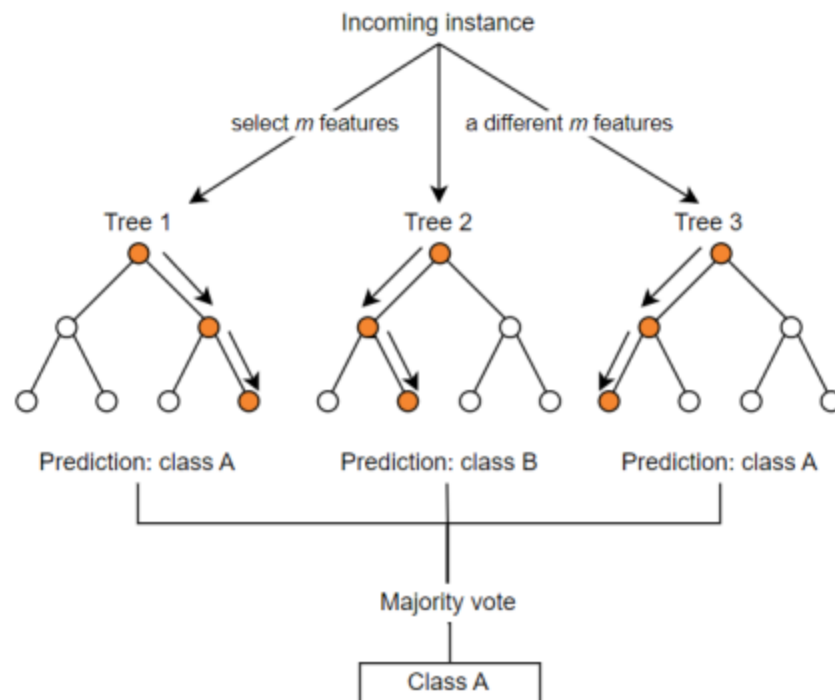 Incoming instance
select m features
a different m features
Tree 1
Tree 2
Tree 3
Prediction: class A
Prediction: class B
Prediction: class A
Majority vote
Class A